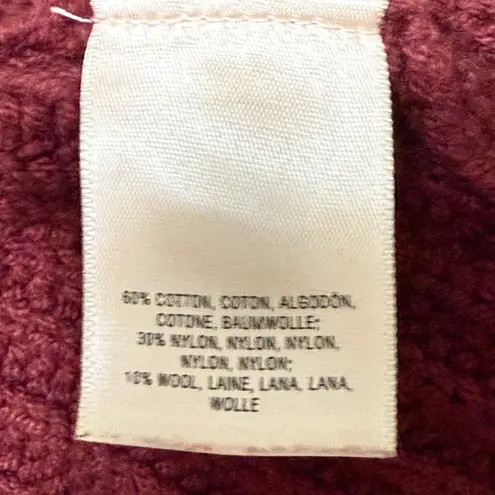 60% COTTON, COTON, ALGODÓN,
COTONE, BAUMWOLLE;
30% NYLON, NYLON, NYLON,
NYLON, NYLON;
10% WOOL, LAINE, LANA, LANA,
WOLLE